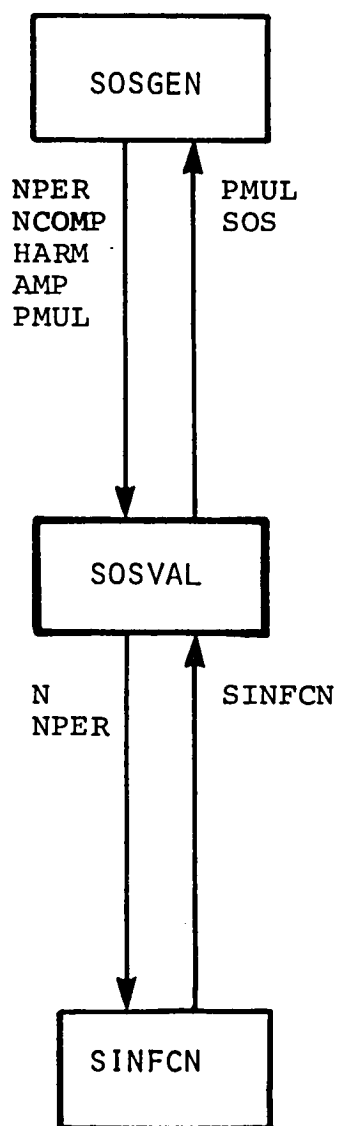 SOSGEN
NPER
NCOMP
HARM
AMP
PMUL
PMUL
SOS
SOSVAL
N
NPER
SINFCN
SINFCN